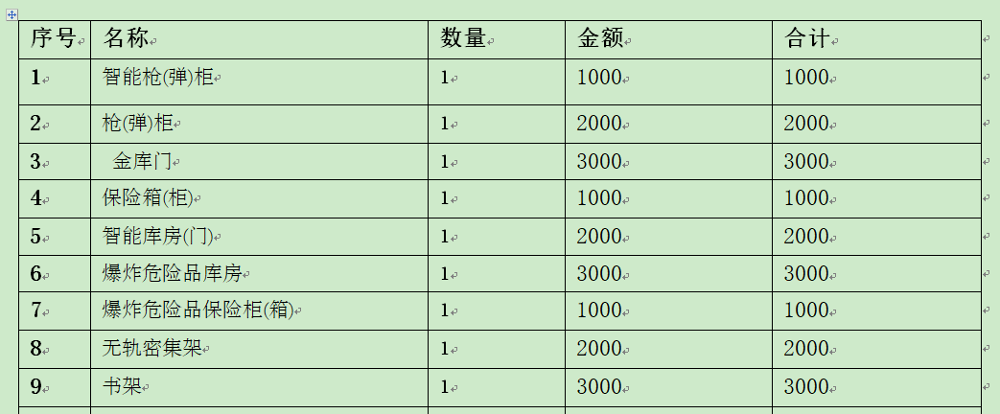 序号 名称 数量 金额 合计
1 智能枪(弹)柜 1 1000 1000
2 枪(弹)柜 1 2000 2000
3 金库门 1 3000 3000
4 保险箱(柜) 1 1000 1000
5 智能库房(门) 1 2000 2000
6 爆炸危险品库房 1 3000 3000
7 爆炸危险品保险柜(箱) 1 1000 1000
8 无轨密集架 1 2000 2000
9 书架 1 3000 3000